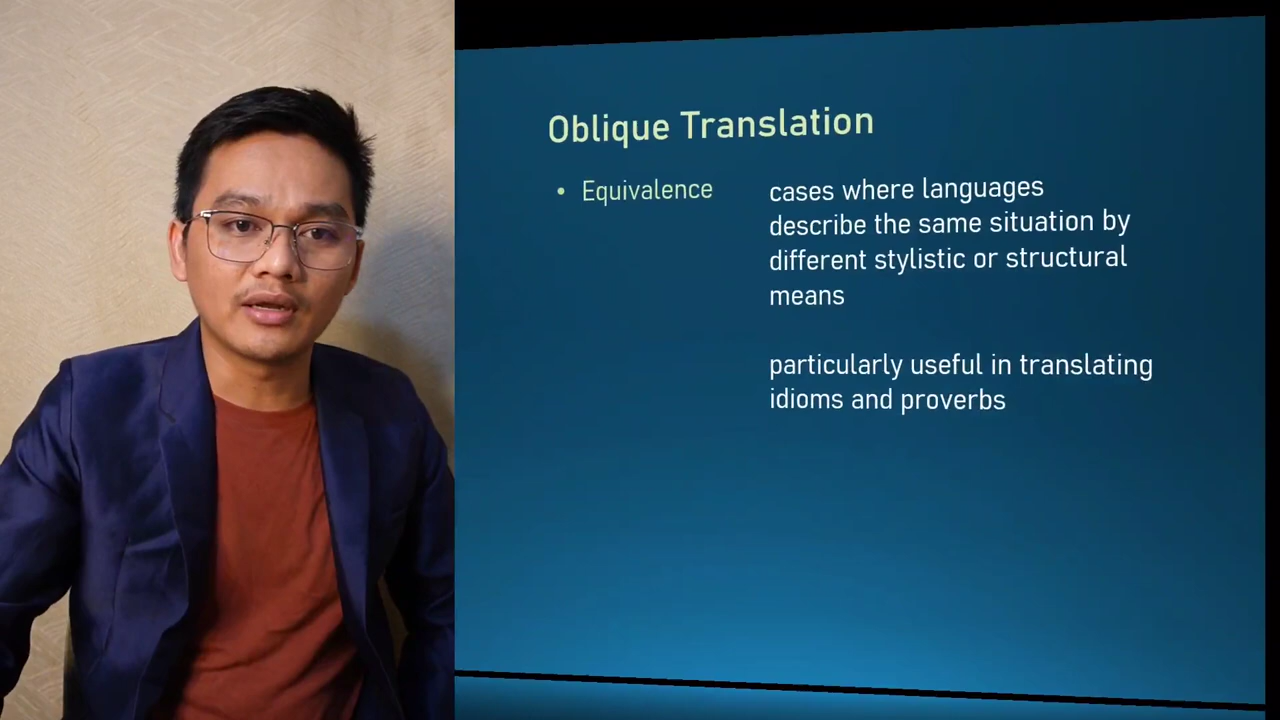 Oblique Translation
• Equivalence
cases where languages
describe the same situation by
different stylistic or structural
means
particularly useful in translating
idioms and proverbs